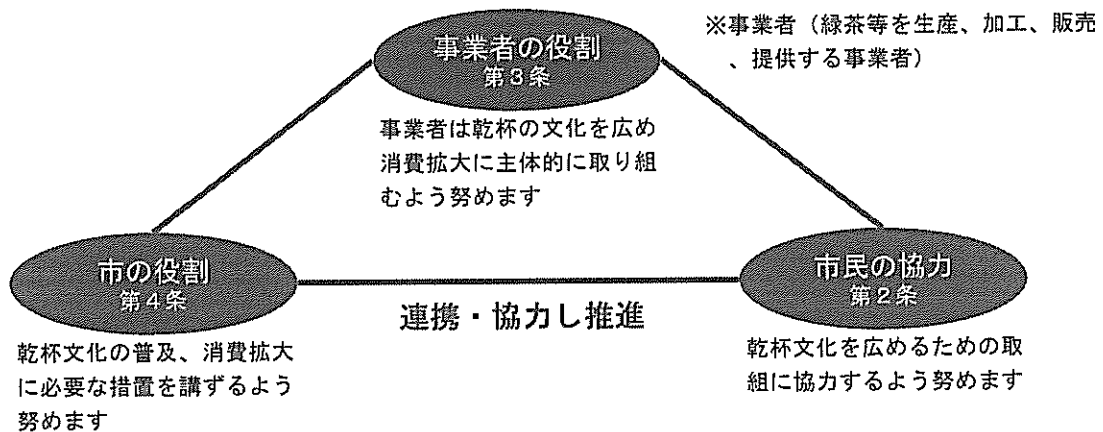 事業者の役割
第3条
※事業者（緑茶等を生産、加工、販売
、提供する事業者）
事業者は乾杯の文化を広め
消費拡大に主体的に取り組
むよう努めます
市の役割
第4条
市民の協力
第2条
連携・協力し推進
乾杯文化の普及、消費拡大
に必要な措置を講ずるよう
努めます
乾杯文化を広めるための取
組に協力するよう努めます